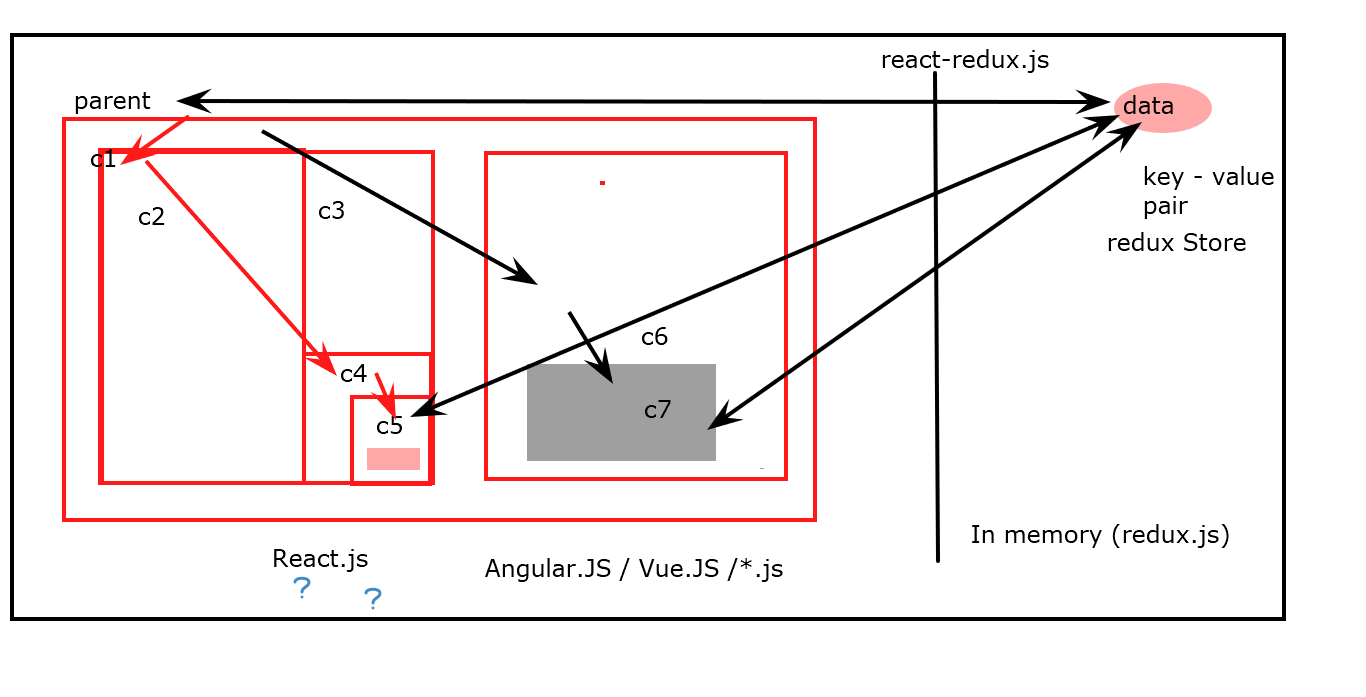 react-redux.js
parent
data
c1
key - value
pair
c2
c3
redux Store
c6
c4
c7
c5
In memory (redux.js)
React.js
Angular.JS / Vue.JS /*.js
?
?